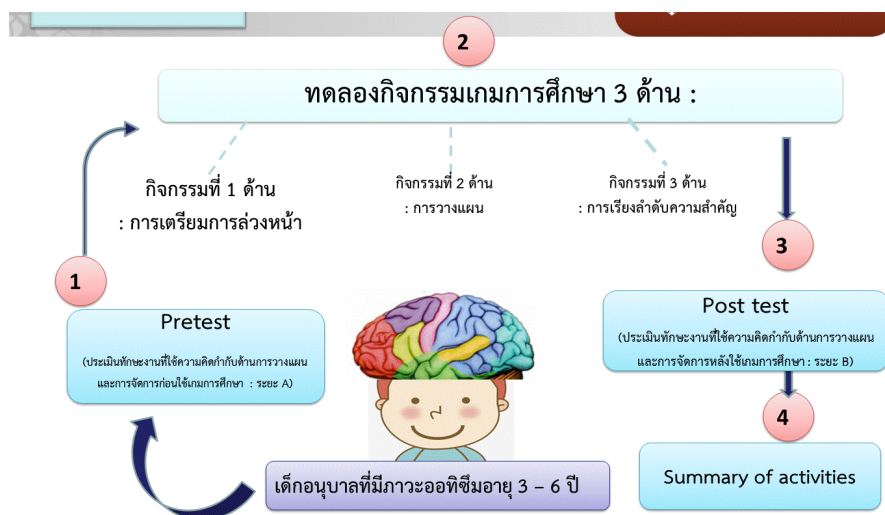 2
ทดลองกิจกรรมเกมการศึกษา 3 ด้าน :
กิจกรรมที่ 1 ด้าน
: การเตรียมการล่วงหน้า
กิจกรรมที่ 2 ด้าน
: การวางแผน
กิจกรรมที่ 3 ด้าน
: การเรียงลำดับความสำคัญ
1
Pretest
(ประเมินทักษะงานที่ใช้ความคิดกำกับด้านการวางแผน
และการจัดการก่อนใช้เกมการศึกษา : ระยะ A)
3
Post test
(ประเมินทักษะงานที่ใช้ความคิดกำกับด้านการวางแผน
และการจัดการหลังใช้เกมการศึกษา : ระยะ B)
4
Summary of activities
เด็กอนุบาลที่มีภาวะออทิซึมอายุ 3 – 6 ปี